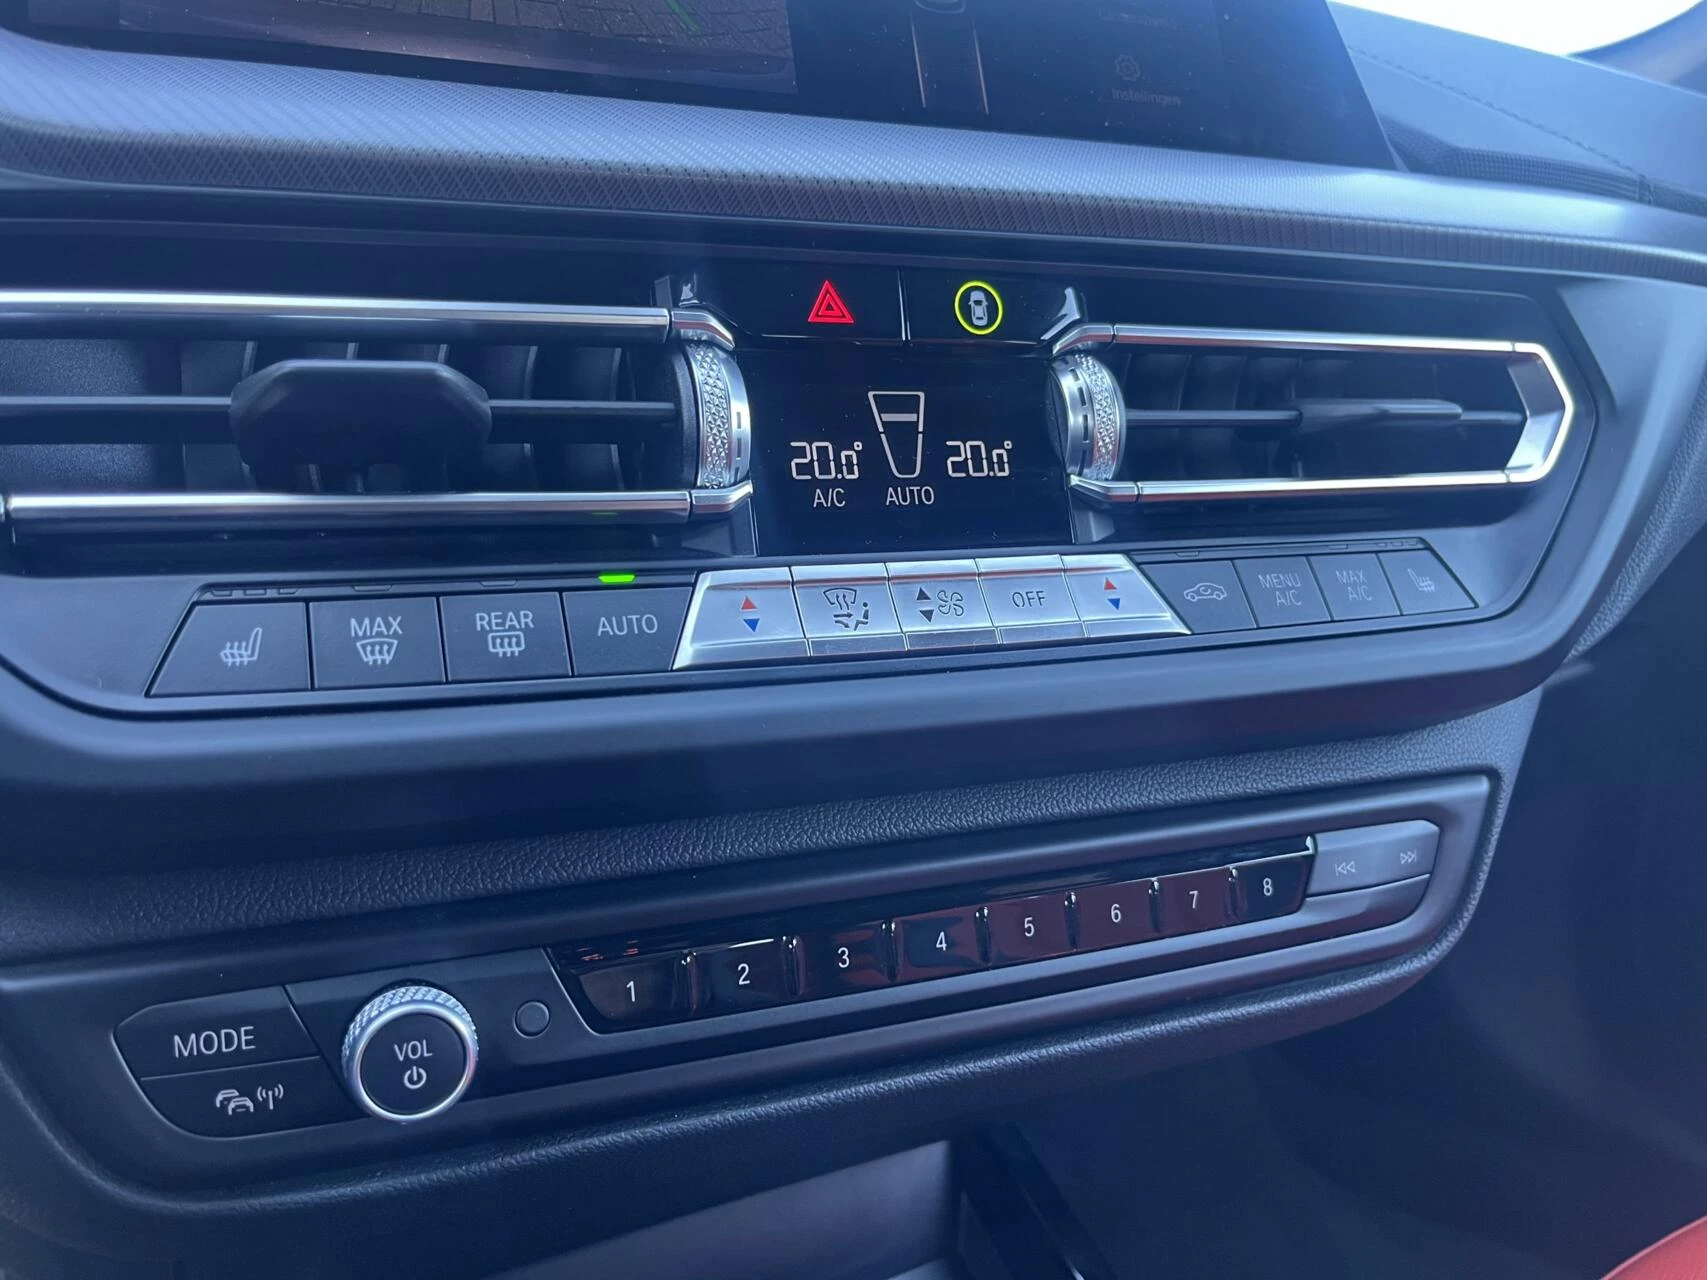 Instellingen
20.0° 20.0°
A/C AUTO
MAX
REAR
AUTO
OFF
MENU
A/C
MAX
A/C
1 2 3 4 5 6 7 8
MODE
VOL